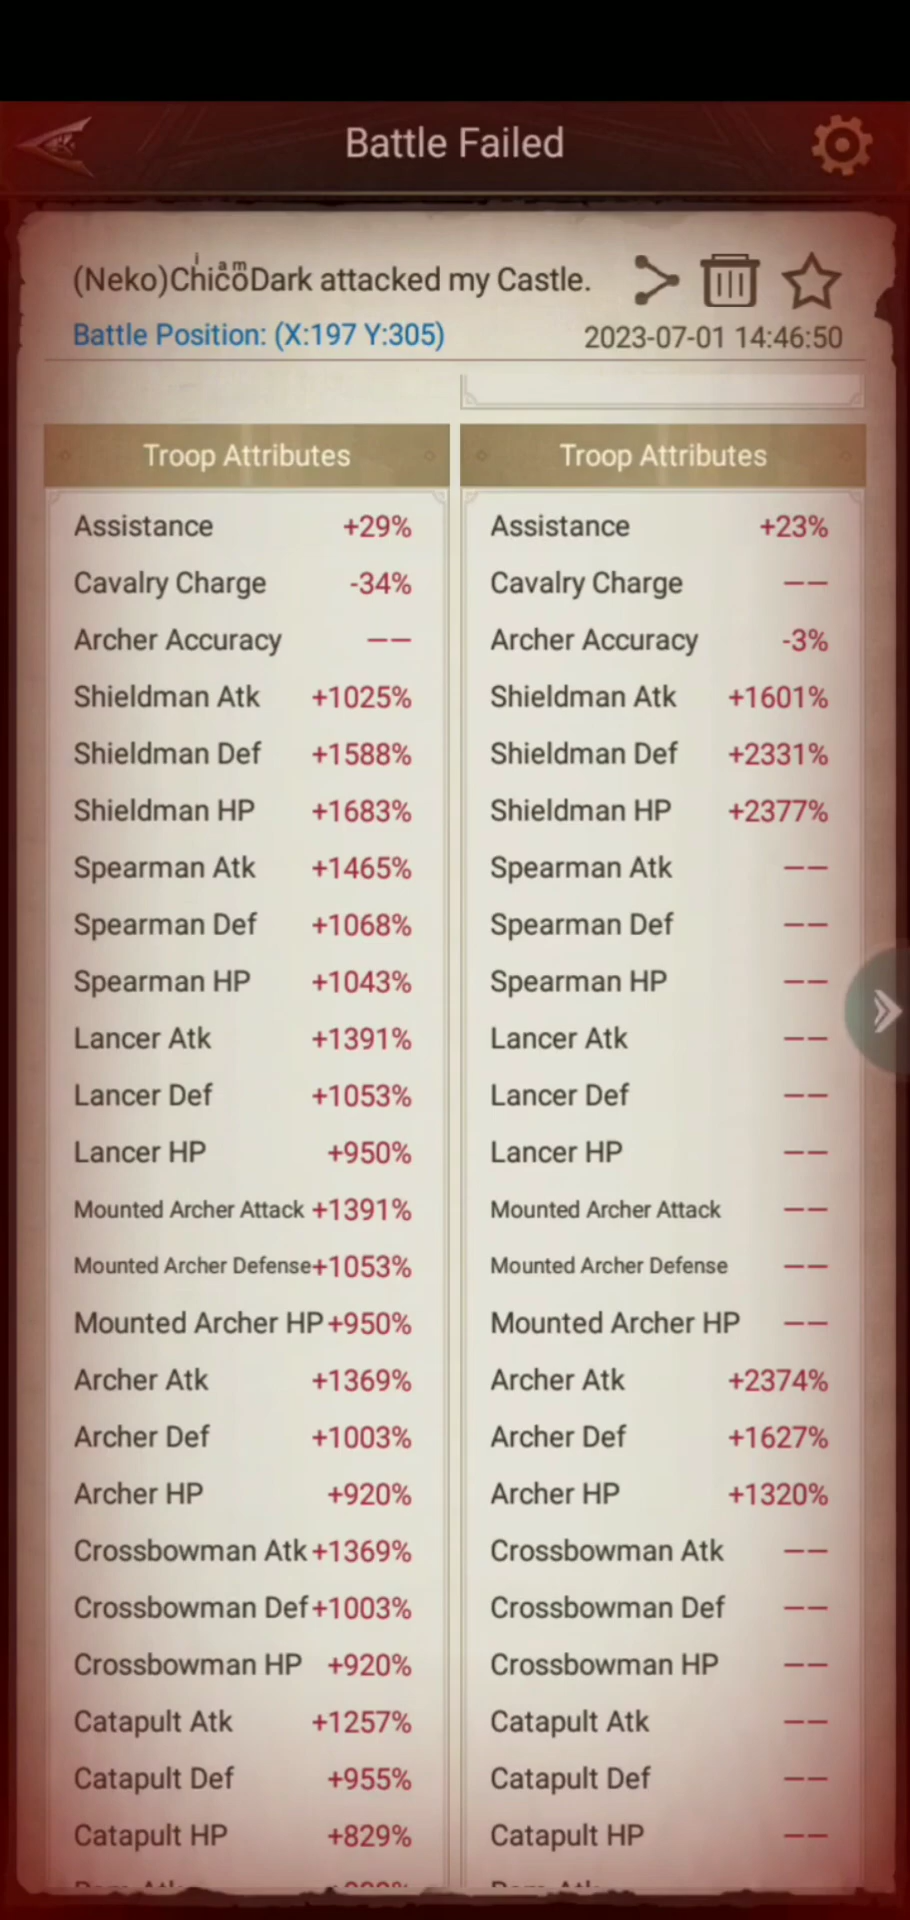 Battle Failed
(Neko)ChicoDark attacked my Castle.
Battle Position: (X:197 Y:305) 2023-07-01 14:46:50
Troop Attributes Troop Attributes
Assistance +29% Assistance +23%
Cavalry Charge -34% Cavalry Charge --
Archer Accuracy -- Archer Accuracy -3%
Shieldman Atk +1025% Shieldman Atk +1601%
Shieldman Def +1588% Shieldman Def +2331%
Shieldman HP +1683% Shieldman HP +2377%
Spearman Atk +1465% Spearman Atk --
Spearman Def +1068% Spearman Def --
Spearman HP +1043% Spearman HP --
Lancer Atk +1391% Lancer Atk --
Lancer Def +1053% Lancer Def --
Lancer HP +950% Lancer HP --
Mounted Archer Attack +1391% Mounted Archer Attack --
Mounted Archer Defense+1053% Mounted Archer Defense --
Mounted Archer HP +950% Mounted Archer HP --
Archer Atk +1369% Archer Atk +2374%
Archer Def +1003% Archer Def +1627%
Archer HP +920% Archer HP +1320%
Crossbowman Atk +1369% Crossbowman Atk --
Crossbowman Def +1003% Crossbowman Def --
Crossbowman HP +920% Crossbowman HP --
Catapult Atk +1257% Catapult Atk --
Catapult Def +955% Catapult Def --
Catapult HP +829% Catapult HP --